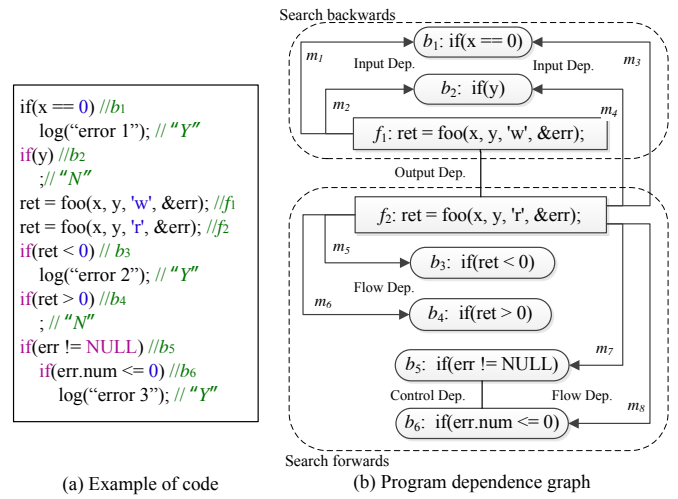 if(x == 0) //b1
log("error 1"); // "Y"
if(y) //b2
;// "N"
ret = foo(x, y, 'w', &err); //f1
ret = foo(x, y, 'r', &err); //f2
if(ret < 0) // b3
log("error 2"); // "Y"
if(ret > 0) //b4
; // "N"
if(err != NULL) //b5
if(err.num <= 0) //b6
log("error 3"); // "Y"
(a) Example of code
Search backwards
b1: if(x == 0)
m1
Input Dep.
Input Dep.
m3
b2: if(y)
m2
m4
f1: ret = foo(x, y, 'w', &err);
Output Dep.
f2: ret = foo(x, y, 'r', &err);
m5
b3: if(ret < 0)
Flow Dep.
m6
b4: if(ret > 0)
m7
b5: if(err != NULL)
Control Dep.
Flow Dep.
m8
b6: if(err.num <= 0)
Search forwards
(b) Program dependence graph